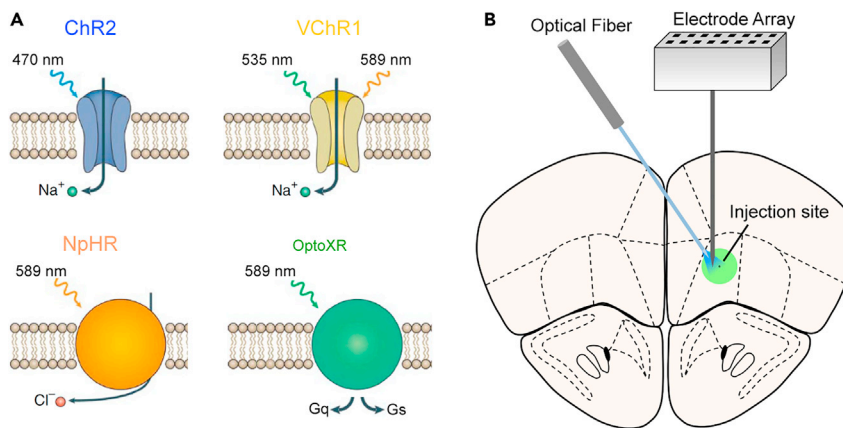 A
ChR2
470 nm
Na+
VChR1
535 nm
589 nm
Na+
NpHR
589 nm
Cl−
OptoXR
589 nm
Gq
Gs
B
Optical Fiber
Electrode Array
Injection site